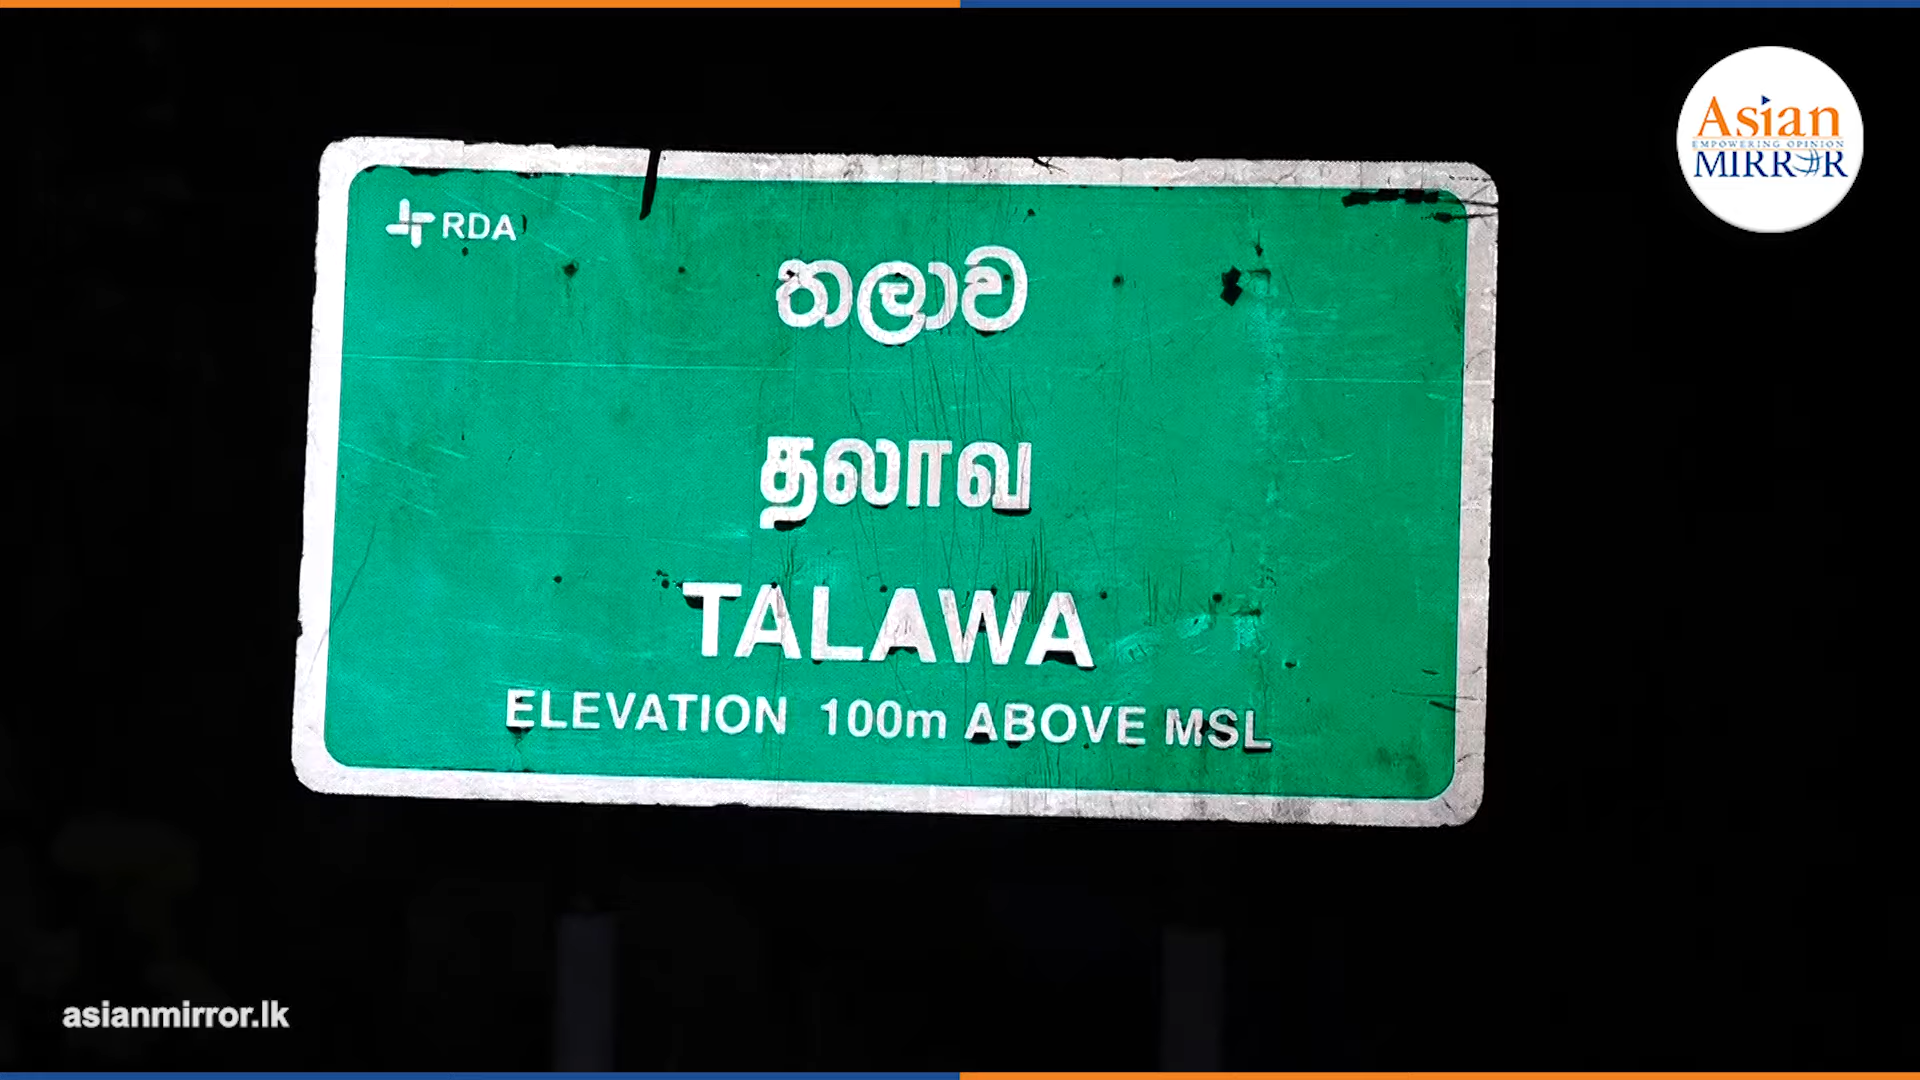 Asian
EMPOWERING OPINION
MIRROR
RDA
තලාව
தலாவ
TALAWA
ELEVATION 100m ABOVE MSL
asianmirror.lk